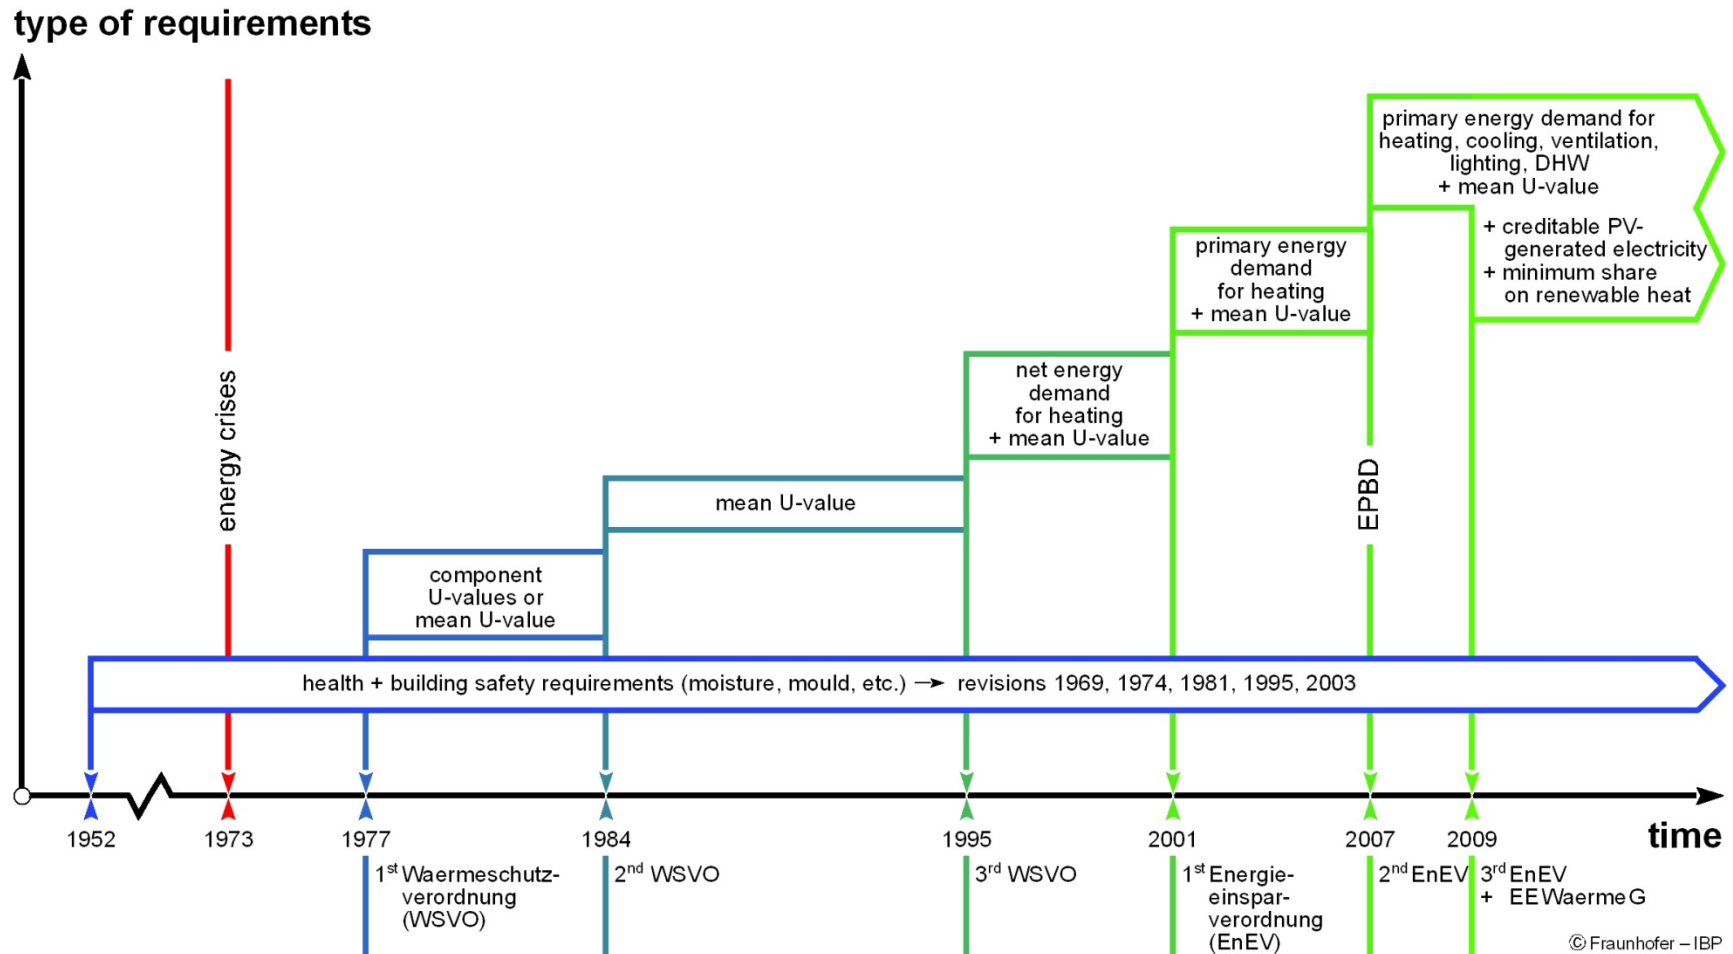 type of requirements
primary energy demand for
heating, cooling, ventilation,
lighting, DHW
+ mean U-value
+ creditable PV-
generated electricity
+ minimum share
on renewable heat
primary energy
demand
for heating
+ mean U-value
net energy
demand
for heating
+ mean U-value
energy crises
EPBD
mean U-value
component
U-values or
mean U-value
health + building safety requirements (moisture, mould, etc.) → revisions 1969, 1974, 1981, 1995, 2003
1952 1973 1977 1984 1995 2001 2007 2009
time
1st Waermeschutz-
verordnung
(WSVO)
2nd WSVO
3rd WSVO
1st Energie-
einspar-
verordnung
(EnEV)
2nd EnEV
3rd EnEV
+ EEWaermeG
© Fraunhofer – IBP